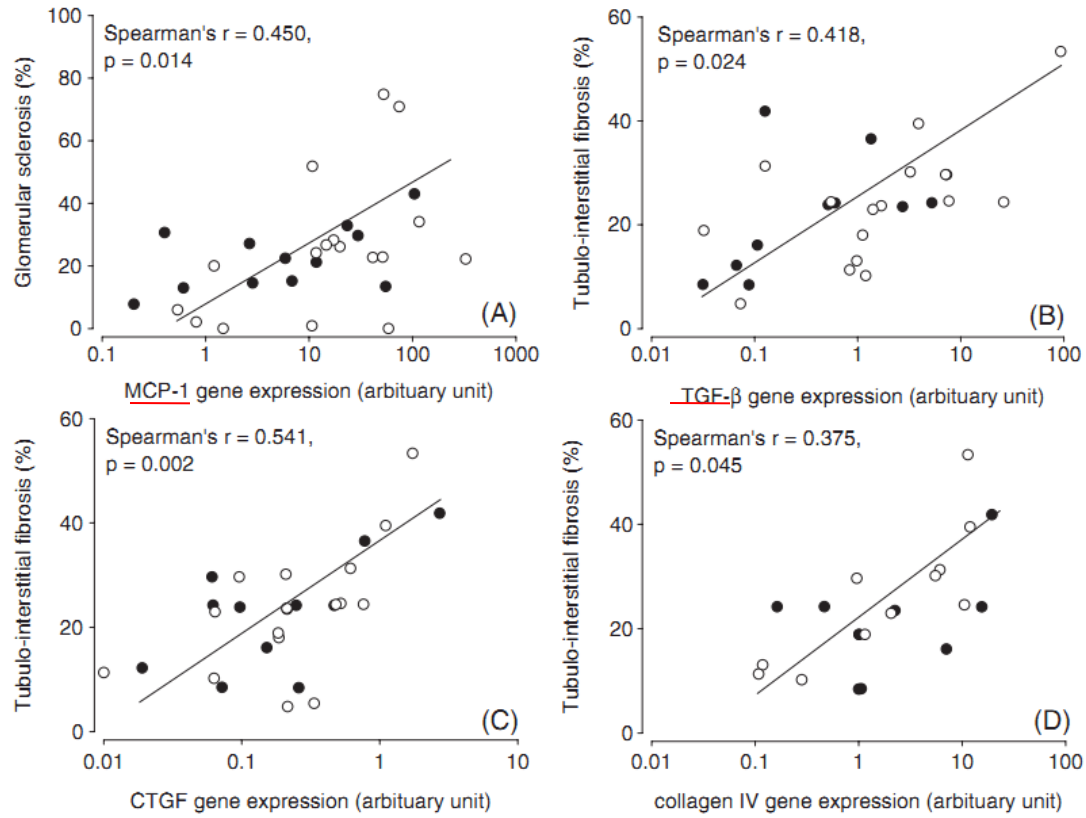 Spearman's r = 0.450,
p = 0.014
Glomerular sclerosis (%)
100
80
60
40
20
0
0.1 1 10 100 1000
(A)
MCP-1 gene expression (arbituary unit)
Spearman's r = 0.418,
p = 0.024
Tubulo-interstitial fibrosis (%)
60
40
20
0
0.01 0.1 1 10 100
(B)
TGF-β gene expression (arbituary unit)
Spearman's r = 0.541,
p = 0.002
Tubulo-interstitial fibrosis (%)
60
40
20
0
0.01 0.1 1 10
(C)
CTGF gene expression (arbituary unit)
Spearman's r = 0.375,
p = 0.045
Tubulo-interstitial fibrosis (%)
60
40
20
0
0.01 0.1 1 10 100
(D)
collagen IV gene expression (arbituary unit)